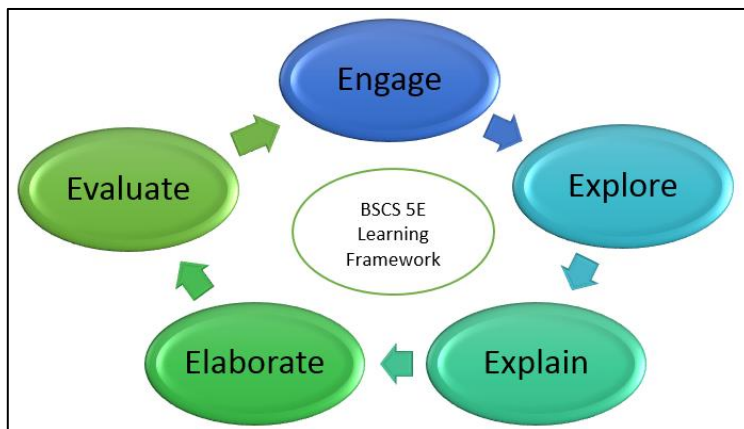 Engage
Explore
Explain
Elaborate
Evaluate
BSCS 5E
Learning
Framework